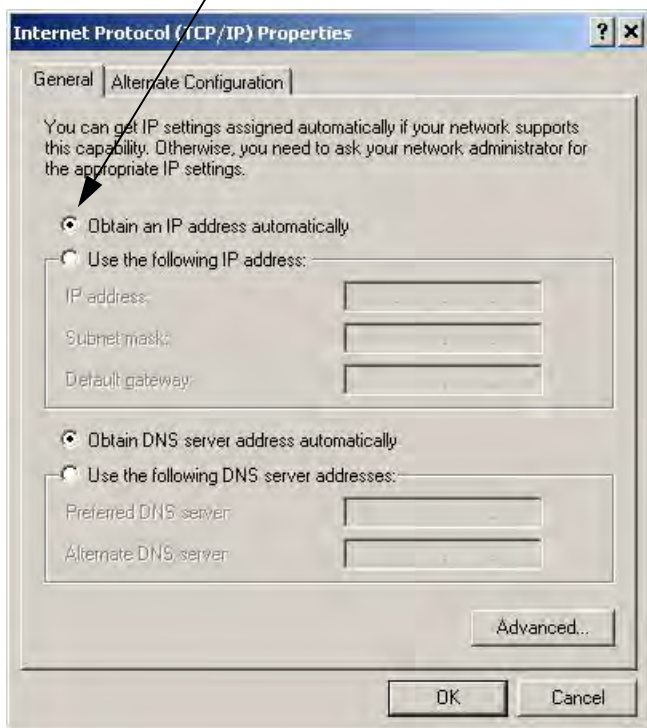 Internet Protocol (TCP/IP) Properties
General
Alternate Configuration
You can get IP settings assigned automatically if your network supports
this capability. Otherwise, you need to ask your network administrator for
the appropriate IP settings.
Obtain an IP address automatically
Use the following IP address:
IP address:
Subnet mask:
Default gateway:
Obtain DNS server address automatically
Use the following DNS server addresses:
Preferred DNS server:
Alternate DNS server:
Advanced...
OK
Cancel